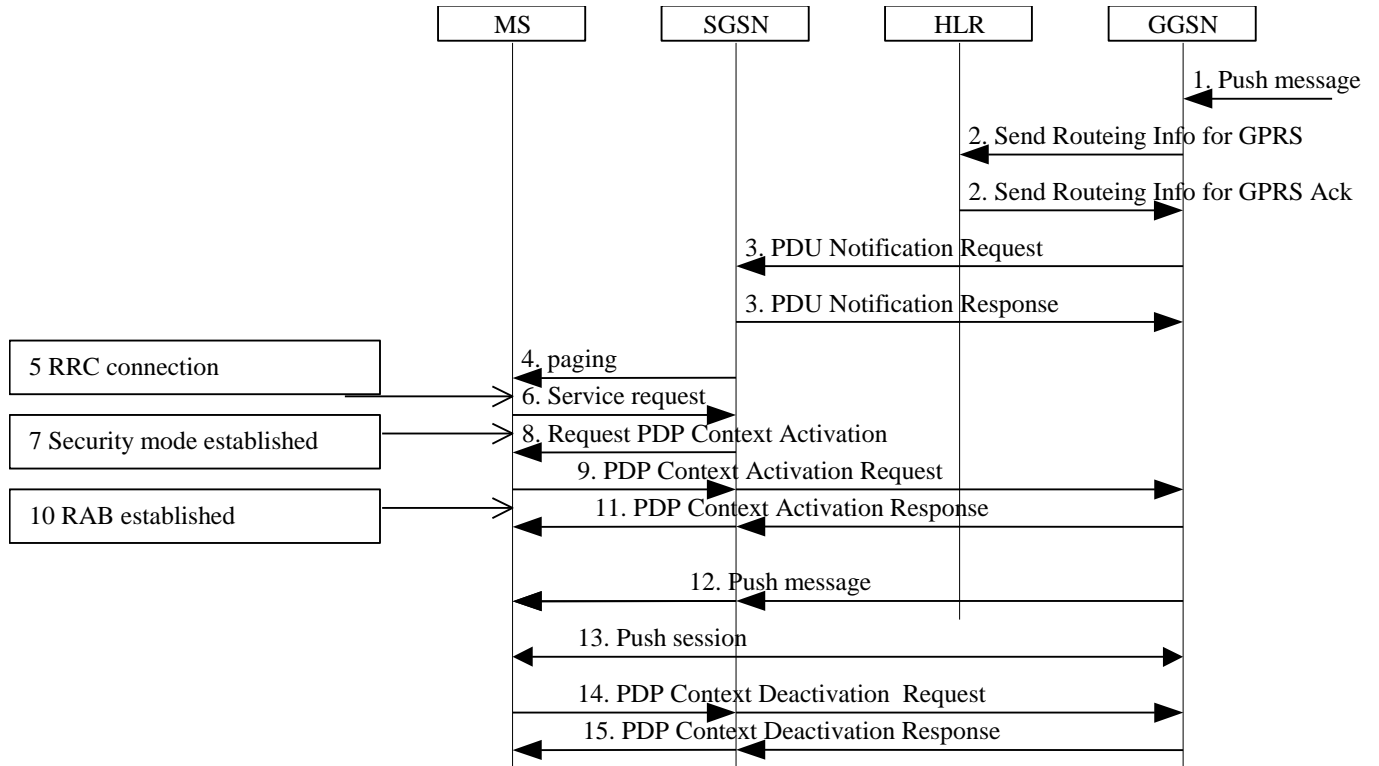 MS
SGSN
HLR
GGSN
1. Push message
2. Send Routeing Info for GPRS
2. Send Routeing Info for GPRS Ack
3. PDU Notification Request
3. PDU Notification Response
4. paging
5 RRC connection
6. Service request
7 Security mode established
8. Request PDP Context Activation
9. PDP Context Activation Request
10 RAB established
11. PDP Context Activation Response
12. Push message
13. Push session
14. PDP Context Deactivation Request
15. PDP Context Deactivation Response